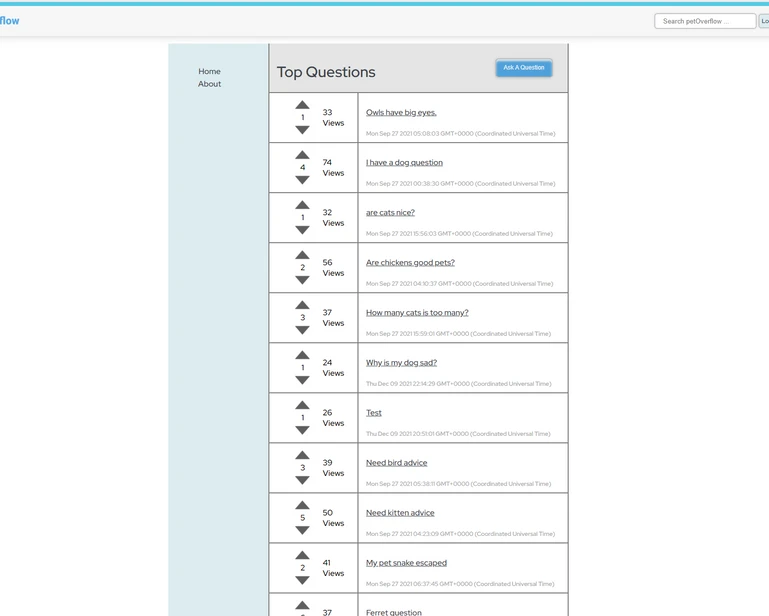 flow
Search petOverflow ...
Lo
Home
About
Top Questions
Ask A Question
1
33
Views
Owls have big eyes.
Mon Sep 27 2021 05:08:03 GMT+0000 (Coordinated Universal Time)
4
74
Views
I have a dog question
Mon Sep 27 2021 00:38:30 GMT+0000 (Coordinated Universal Time)
1
32
Views
are cats nice?
Mon Sep 27 2021 15:56:03 GMT+0000 (Coordinated Universal Time)
2
56
Views
Are chickens good pets?
Mon Sep 27 2021 04:10:37 GMT+0000 (Coordinated Universal Time)
3
37
Views
How many cats is too many?
Mon Sep 27 2021 15:59:01 GMT+0000 (Coordinated Universal Time)
1
24
Views
Why is my dog sad?
Thu Dec 09 2021 22:14:29 GMT+0000 (Coordinated Universal Time)
1
26
Views
Test
Thu Dec 09 2021 20:51:01 GMT+0000 (Coordinated Universal Time)
3
39
Views
Need bird advice
Mon Sep 27 2021 05:38:11 GMT+0000 (Coordinated Universal Time)
5
50
Views
Need kitten advice
Mon Sep 27 2021 04:23:09 GMT+0000 (Coordinated Universal Time)
2
41
Views
My pet snake escaped
Mon Sep 27 2021 06:37:45 GMT+0000 (Coordinated Universal Time)
37
Ferret question